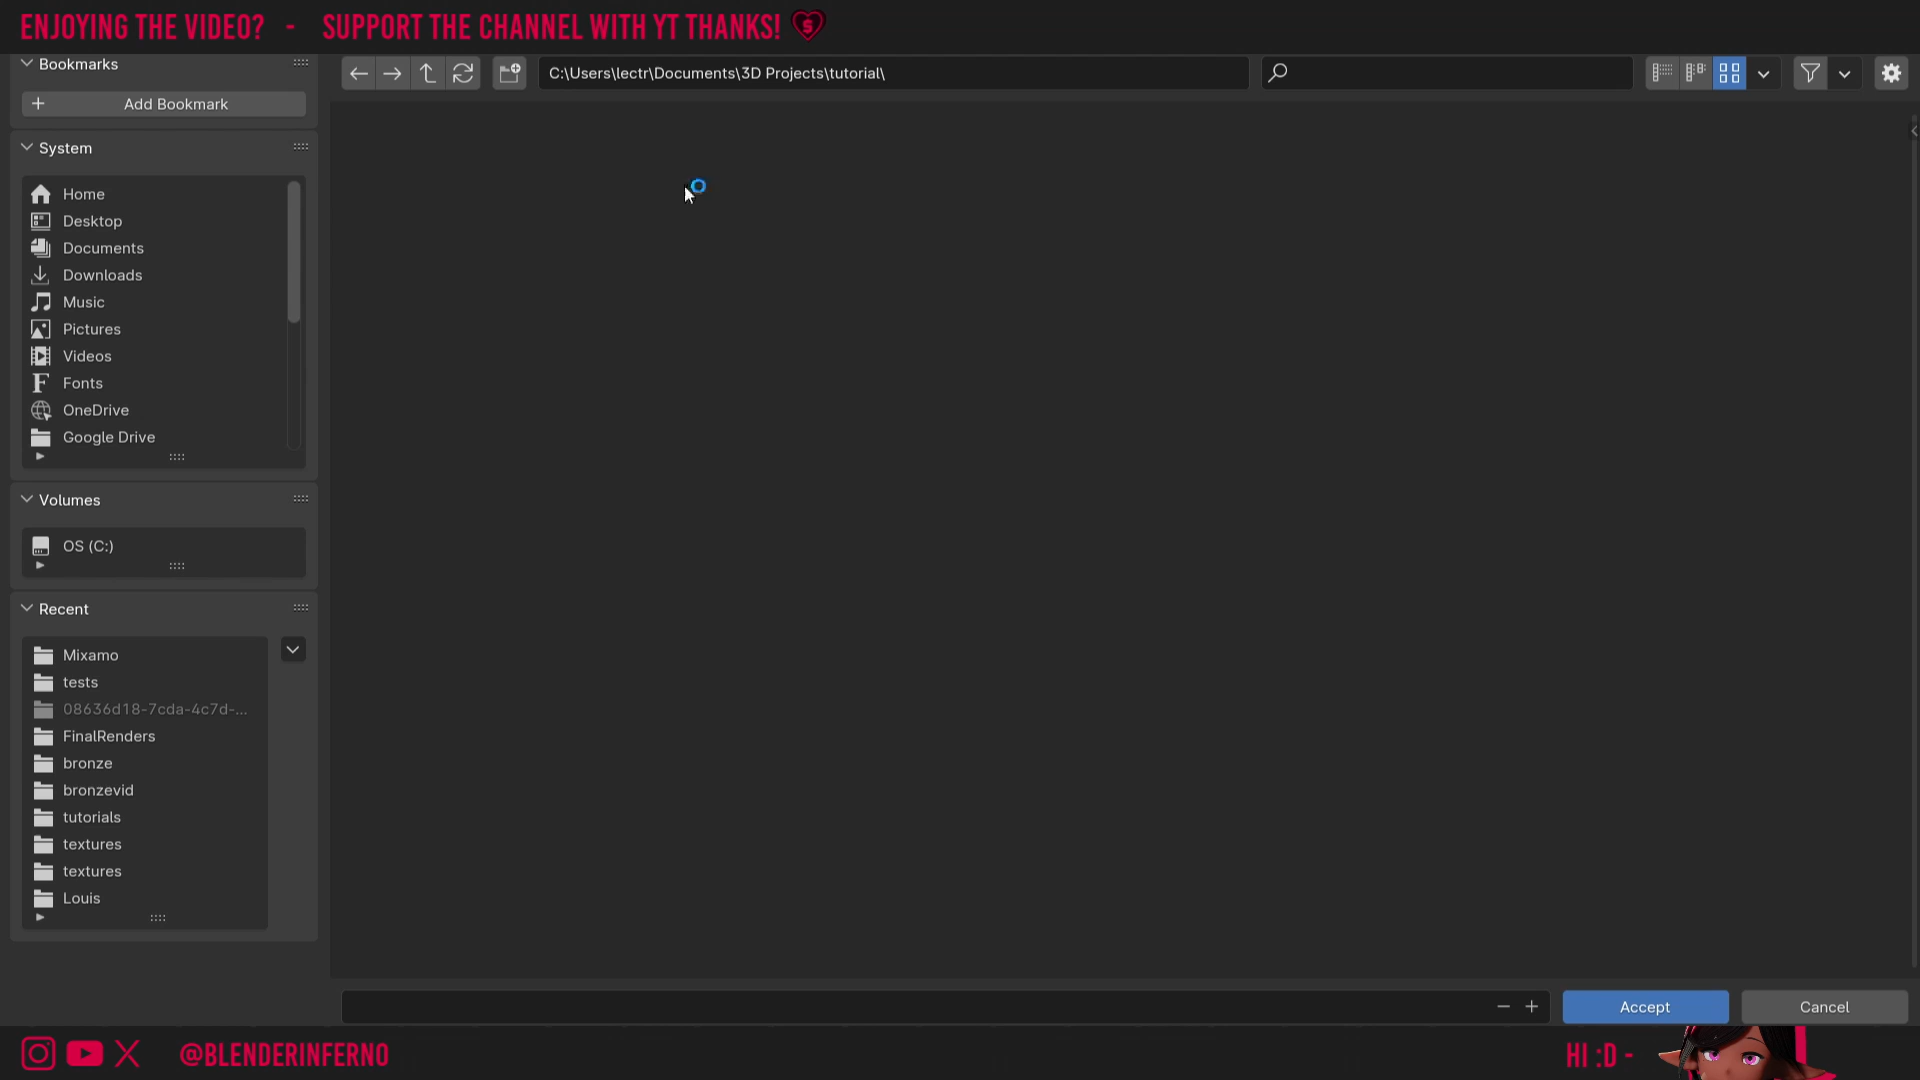 ENJOYING THE VIDEO? - SUPPORT THE CHANNEL WITH YT THANKS!
Bookmarks
Add Bookmark
C:\Users\lectr\Documents\3D Projects\tutorial\
System
Home
Desktop
Documents
Downloads
Music
Pictures
Videos
Fonts
OneDrive
Google Drive
Volumes
OS (C:)
Recent
Mixamo
tests
08636d18-7cda-4c7d-...
FinalRenders
bronze
bronzevid
tutorials
textures
textures
Louis
Accept
Cancel
@BLENDERINFERNO
HI :D -